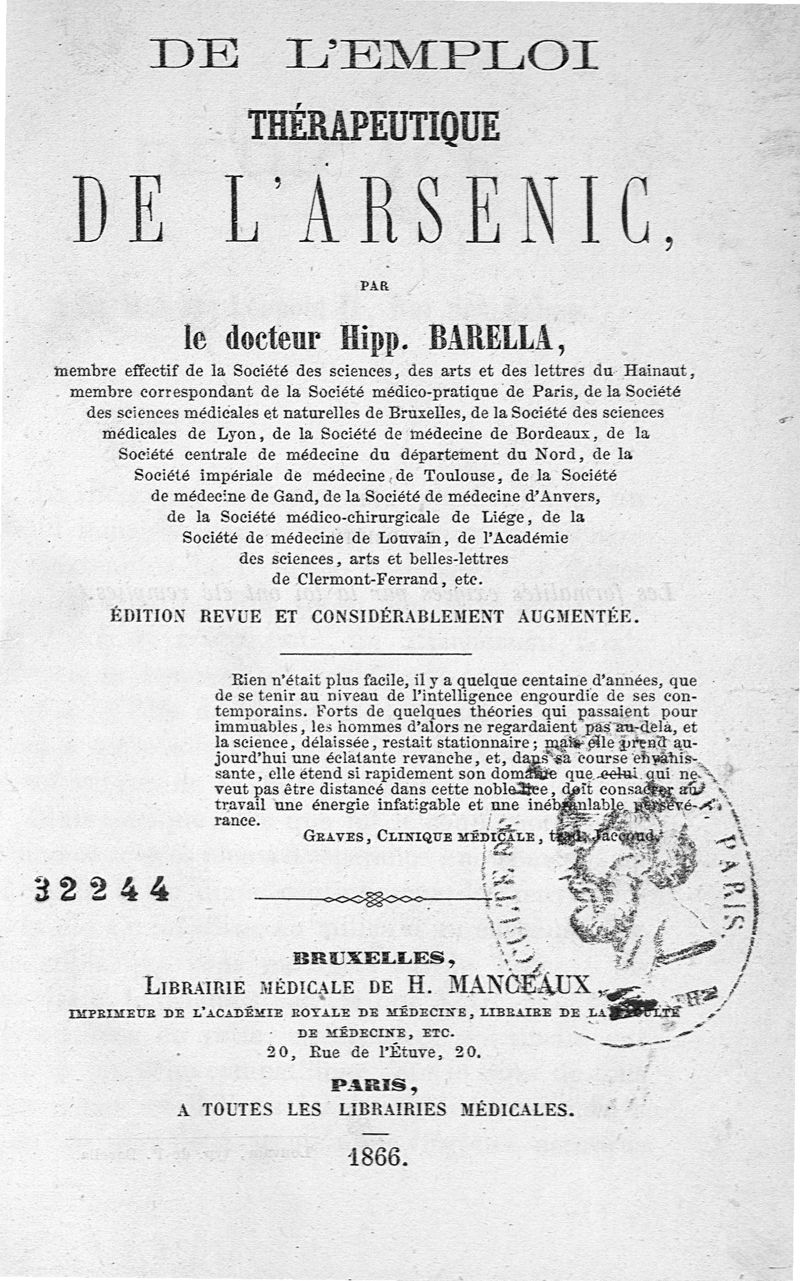 DE L'EMPLOI
THÉRAPEUTIQUE
DE L'ARSENIC,
PAR
le docteur Hipp. BARELLA,
membre effectif de la Société des sciences, des arts et des lettres du Hainaut,
membre correspondant de la Société médico-pratique de Paris, de la Société
des sciences médicales et naturelles de Bruxelles, de la Société des sciences
médicales de Lyon, de la Société de médecine de Bordeaux, de la
Société centrale de médecine du département du Nord, de la
Société impériale de médecine de Toulouse, de la Société
de médecine de Gand, de la Société de médecine d'Anvers,
de la Société médico-chirurgicale de Liége, de la
Société de médecine de Louvain, de l'Académie
des sciences, arts et belles-lettres
de Clermont-Ferrand, etc.
ÉDITION REVUE ET CONSIDÉRABLEMENT AUGMENTÉE.
Rien n'était plus facile, il y a quelque centaine d'années, que
de se tenir au niveau de l'intelligence engourdie de ses con-
temporains. Forts de quelques théories qui passaient pour
immuables, les hommes d'alors ne regardaient pas au-delà, et
la science, délaissée, restait stationnaire; mais elle prend au-
jourd'hui une éclatante revanche, et, dans sa course envahis-
sante, elle étend si rapidement son domaine que celui qui ne
veut pas être distancé dans cette noble lice, doit consacrer au
travail une énergie infatigable et une inébranlable persévé-
rance.
GRAVES, CLINIQUE MÉDICALE, trad. Jaccoud.
PARIS.
32244
BRUXELLES,
LIBRAIRIE MÉDICALE DE H. MANCEAUX,
IMPRIMEUR DE L'ACADÉMIE ROYALE DE MÉDECINE, LIBRAIRE DE LA FACULTÉ
DE MÉDECINE, ETC.
20, Rue de l'Étuve, 20.
PARIS,
A TOUTES LES LIBRAIRIES MÉDICALES.
1866.